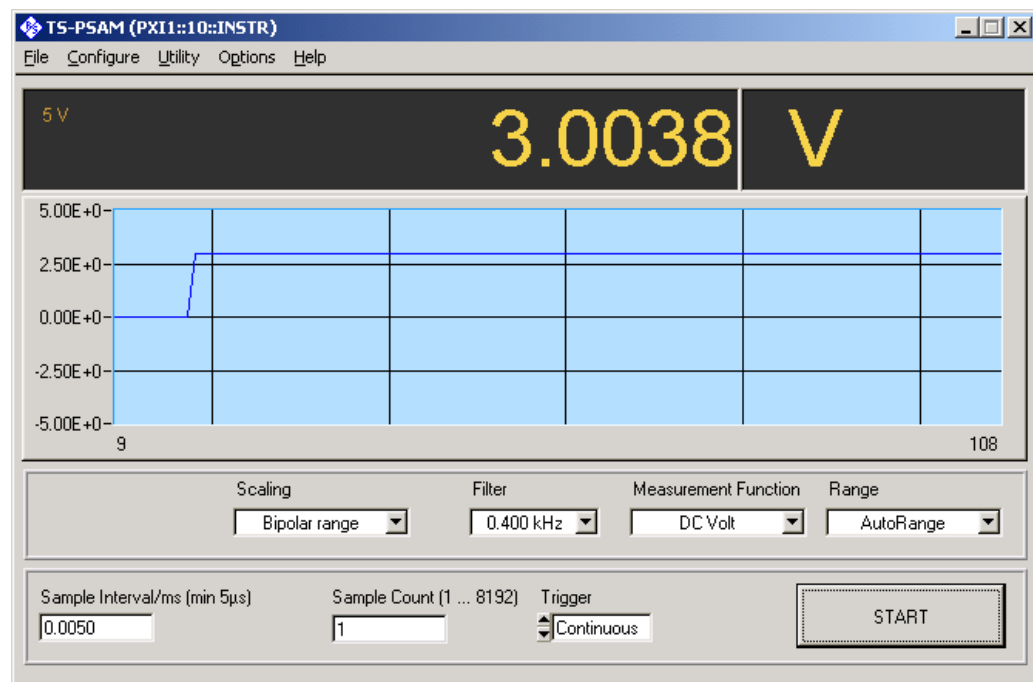 TS-PSAM (PXI1::10::INSTR)
File Configure Utility Options Help
5 V
3.0038 V
5.00E+0
2.50E+0
0.00E+0
-2.50E+0
-5.00E+0
9 108
Scaling Filter Measurement Function Range
Bipolar range 0.400 kHz DC Volt AutoRange
Sample Interval/ms (min 5µs) Sample Count (1 ... 8192) Trigger
0.0050 1 Continuous START